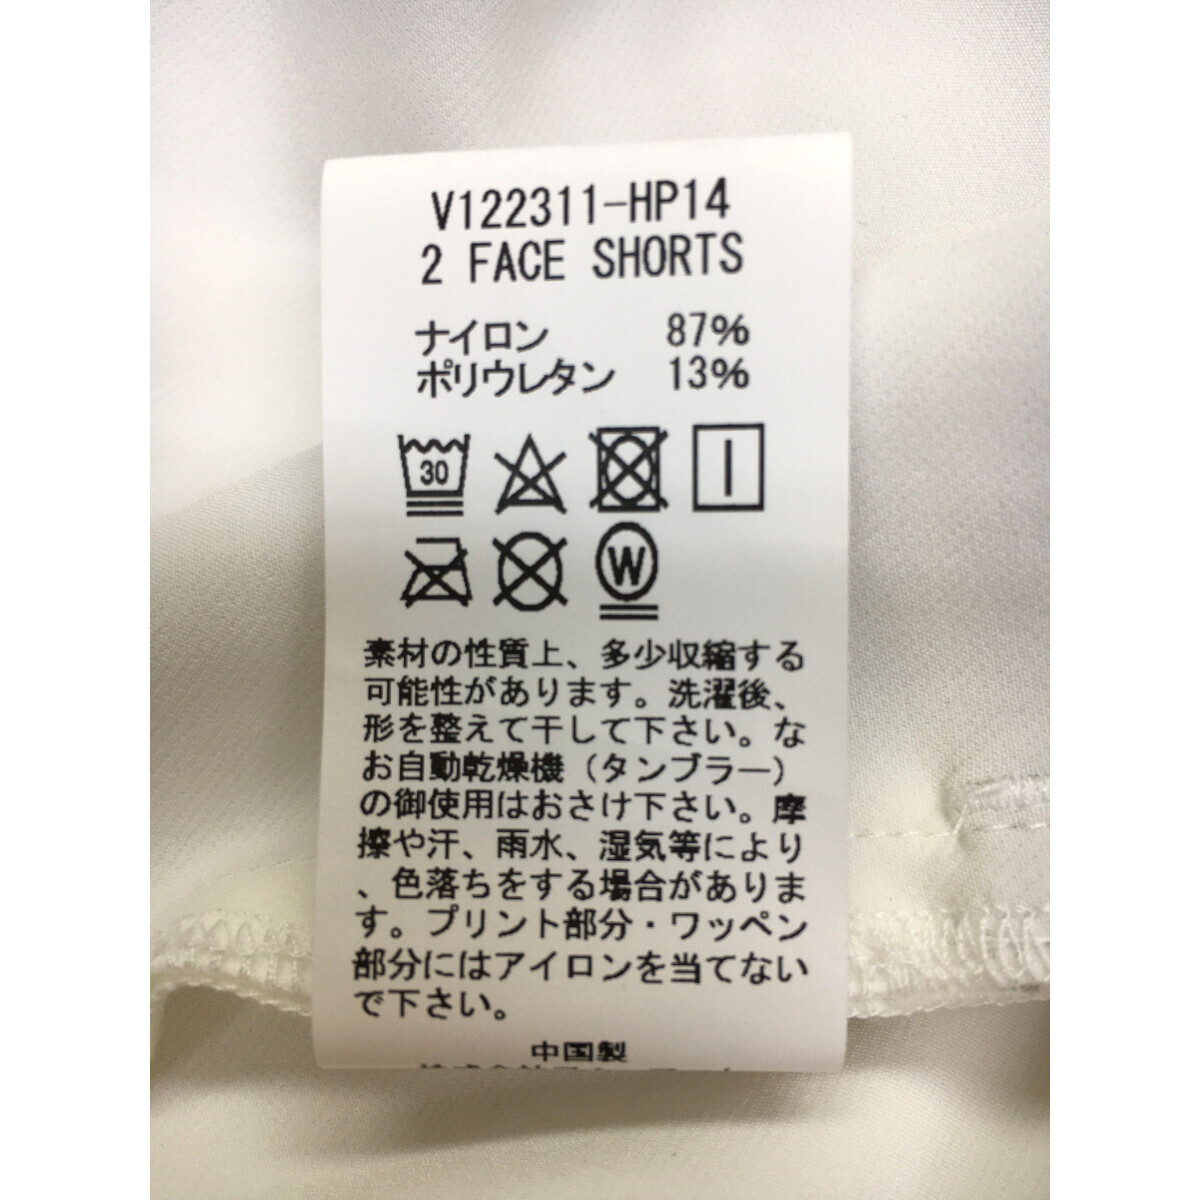 V122311-HP14
2 FACE SHORTS
ナイロン 87%
ポリウレタン 13%
30
W
素材の性質上、多少収縮する
可能性があります。洗濯後、
形を整えて干して下さい。な
お自動乾燥機（タンブラー）
の御使用はおさけ下さい。摩
擦や汗、雨水、湿気等により
、色落ちをする場合がありま
す。プリント部分・ワッペン
部分にはアイロンを当てない
で下さい。
中国製
株式会社